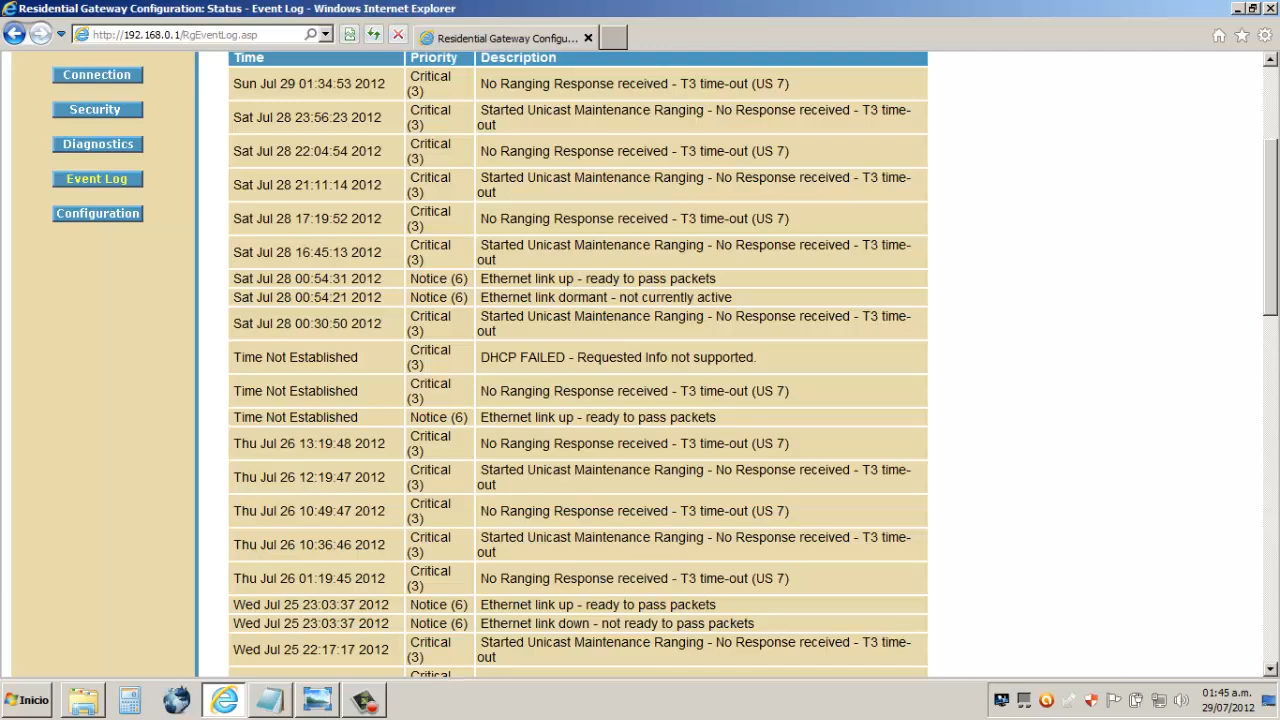 Residential Gateway Configuration: Status - Event Log - Windows Internet Explorer
http://192.168.0.1/RgEventLog.asp
Residential Gateway Configu...
Connection
Security
Diagnostics
Event Log
Configuration
Time Priority Description
Sun Jul 29 01:34:53 2012 Critical (3) No Ranging Response received - T3 time-out (US 7)
Sat Jul 28 23:56:23 2012 Critical (3) Started Unicast Maintenance Ranging - No Response received - T3 time-
out
Sat Jul 28 22:04:54 2012 Critical (3) No Ranging Response received - T3 time-out (US 7)
Sat Jul 28 21:11:14 2012 Critical (3) Started Unicast Maintenance Ranging - No Response received - T3 time-
out
Sat Jul 28 17:19:52 2012 Critical (3) No Ranging Response received - T3 time-out (US 7)
Sat Jul 28 16:45:13 2012 Critical (3) Started Unicast Maintenance Ranging - No Response received - T3 time-
out
Sat Jul 28 00:54:31 2012 Notice (6) Ethernet link up - ready to pass packets
Sat Jul 28 00:54:21 2012 Notice (6) Ethernet link dormant - not currently active
Sat Jul 28 00:30:50 2012 Critical (3) Started Unicast Maintenance Ranging - No Response received - T3 time-
out
Time Not Established Critical (3) DHCP FAILED - Requested Info not supported.
Time Not Established Critical (3) No Ranging Response received - T3 time-out (US 7)
Time Not Established Notice (6) Ethernet link up - ready to pass packets
Thu Jul 26 13:19:48 2012 Critical (3) No Ranging Response received - T3 time-out (US 7)
Thu Jul 26 12:19:47 2012 Critical (3) Started Unicast Maintenance Ranging - No Response received - T3 time-
out
Thu Jul 26 10:49:47 2012 Critical (3) No Ranging Response received - T3 time-out (US 7)
Thu Jul 26 10:36:46 2012 Critical (3) Started Unicast Maintenance Ranging - No Response received - T3 time-
out
Thu Jul 26 01:19:45 2012 Critical (3) No Ranging Response received - T3 time-out (US 7)
Wed Jul 25 23:03:37 2012 Notice (6) Ethernet link up - ready to pass packets
Wed Jul 25 23:03:37 2012 Notice (6) Ethernet link down - not ready to pass packets
Wed Jul 25 22:17:17 2012 Critical (3) Started Unicast Maintenance Ranging - No Response received - T3 time-
out
Critical
Inicio
01:45 a.m.
29/07/2012